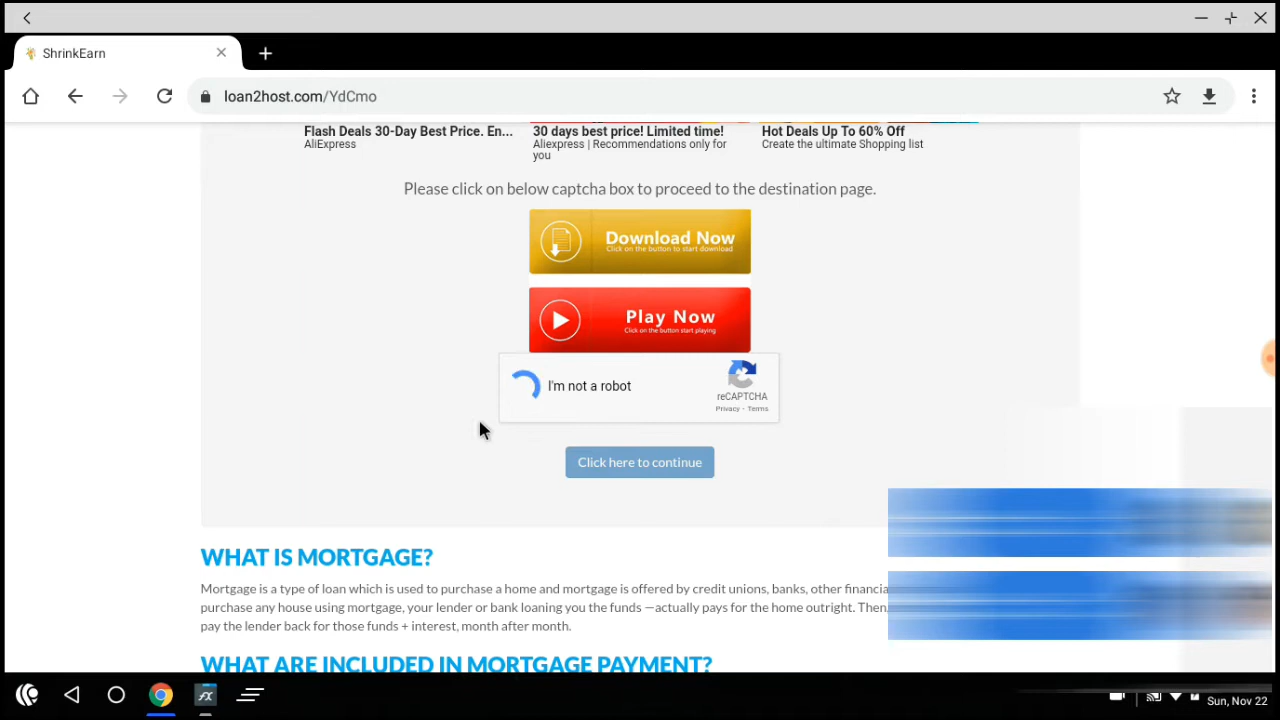 ShrinkEarn
loan2host.com/YdCmo
Flash Deals 30-Day Best Price. En...
AliExpress
30 days best price! Limited time!
Aliexpress | Recommendations only for
you
Hot Deals Up To 60% Off
Create the ultimate Shopping list
Please click on below captcha box to proceed to the destination page.
Download Now
Click on the button to start download
Play Now
Click on the button start playing
I'm not a robot
reCAPTCHA
Privacy - Terms
Click here to continue
WHAT IS MORTGAGE?
Mortgage is a type of loan which is used to purchase a home and mortgage is offered by credit unions, banks, other financia
purchase any house using mortgage, your lender or bank loaning you the funds —actually pays for the home outright. Then
pay the lender back for those funds + interest, month after month.
WHAT ARE INCLUDED IN MORTGAGE PAYMENT?
FX
Sun, Nov 22